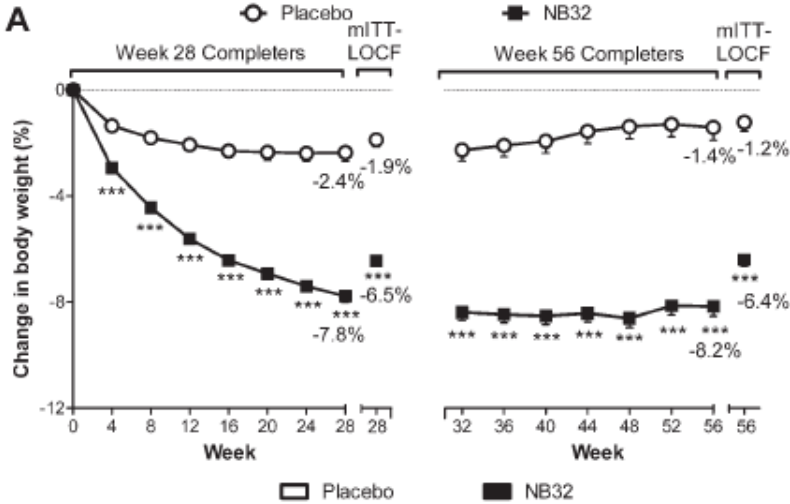 A
Placebo
NB32
Week 28 Completers
mITT-
LOCF
Week 56 Completers
mITT-
LOCF
Change in body weight (%)
0
-4
-8
-12
-2.4%
-1.9%
***
***
***
***
***
***
***
***
-7.8%
-6.5%
-1.4%
-1.2%
***
***
***
***
***
***
***
***
-8.2%
-6.4%
0 4 8 12 16 20 24 28 28
Week
32 36 40 44 48 52 56 56
Week
Placebo
NB32